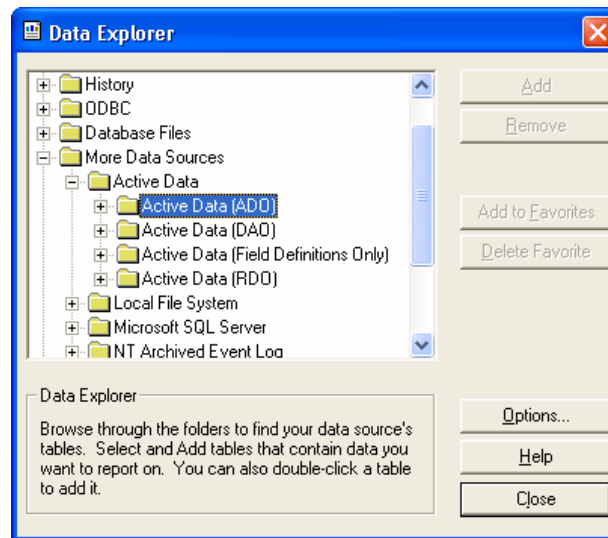 Data Explorer
History
ODBC
Database Files
More Data Sources
Active Data
Active Data (ADO)
Active Data (DAO)
Active Data (Field Definitions Only)
Active Data (RDO)
Local File System
Microsoft SQL Server
NT Archived Event Log
Add
Remove
Add to Favorites
Delete Favorite
Data Explorer
Browse through the folders to find your data source's
tables. Select and Add tables that contain data you
want to report on. You can also double-click a table
to add it.
Options...
Help
Close